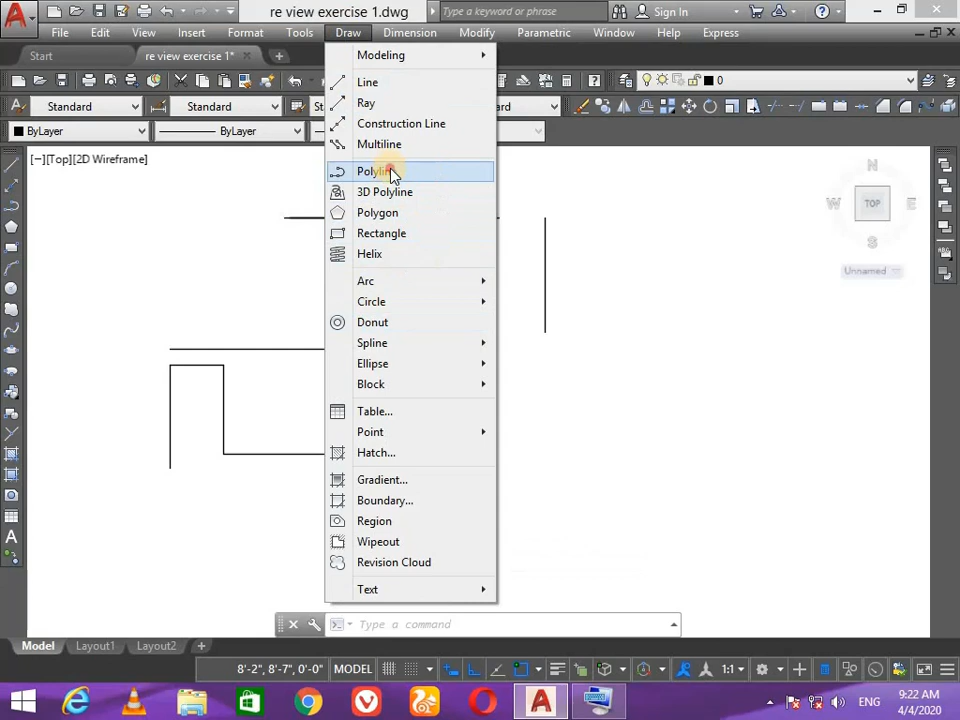 re view exercise 1.dwg
Type a keyword or phrase
Sign In
File Edit View Insert Format Tools Draw Dimension Modify Parametric Window Help Express
Start re view exercise 1*
0
Standard Standard
ByLayer ByLayer
[−][Top][2D Wireframe]
Modeling
Line
Ray
Construction Line
Multiline
3D Polyline
Polygon
Rectangle
Helix
Arc
Circle
Donut
Spline
Ellipse
Block
Table...
Point
Hatch...
Gradient...
Boundary...
Region
Wipeout
Revision Cloud
Text
N
W TOP E
S
Unnamed
Type a command
Model Layout1 Layout2
8'-2", 8'-7", 0'-0" MODEL 1:1
ENG
9:22 AM
4/4/2020